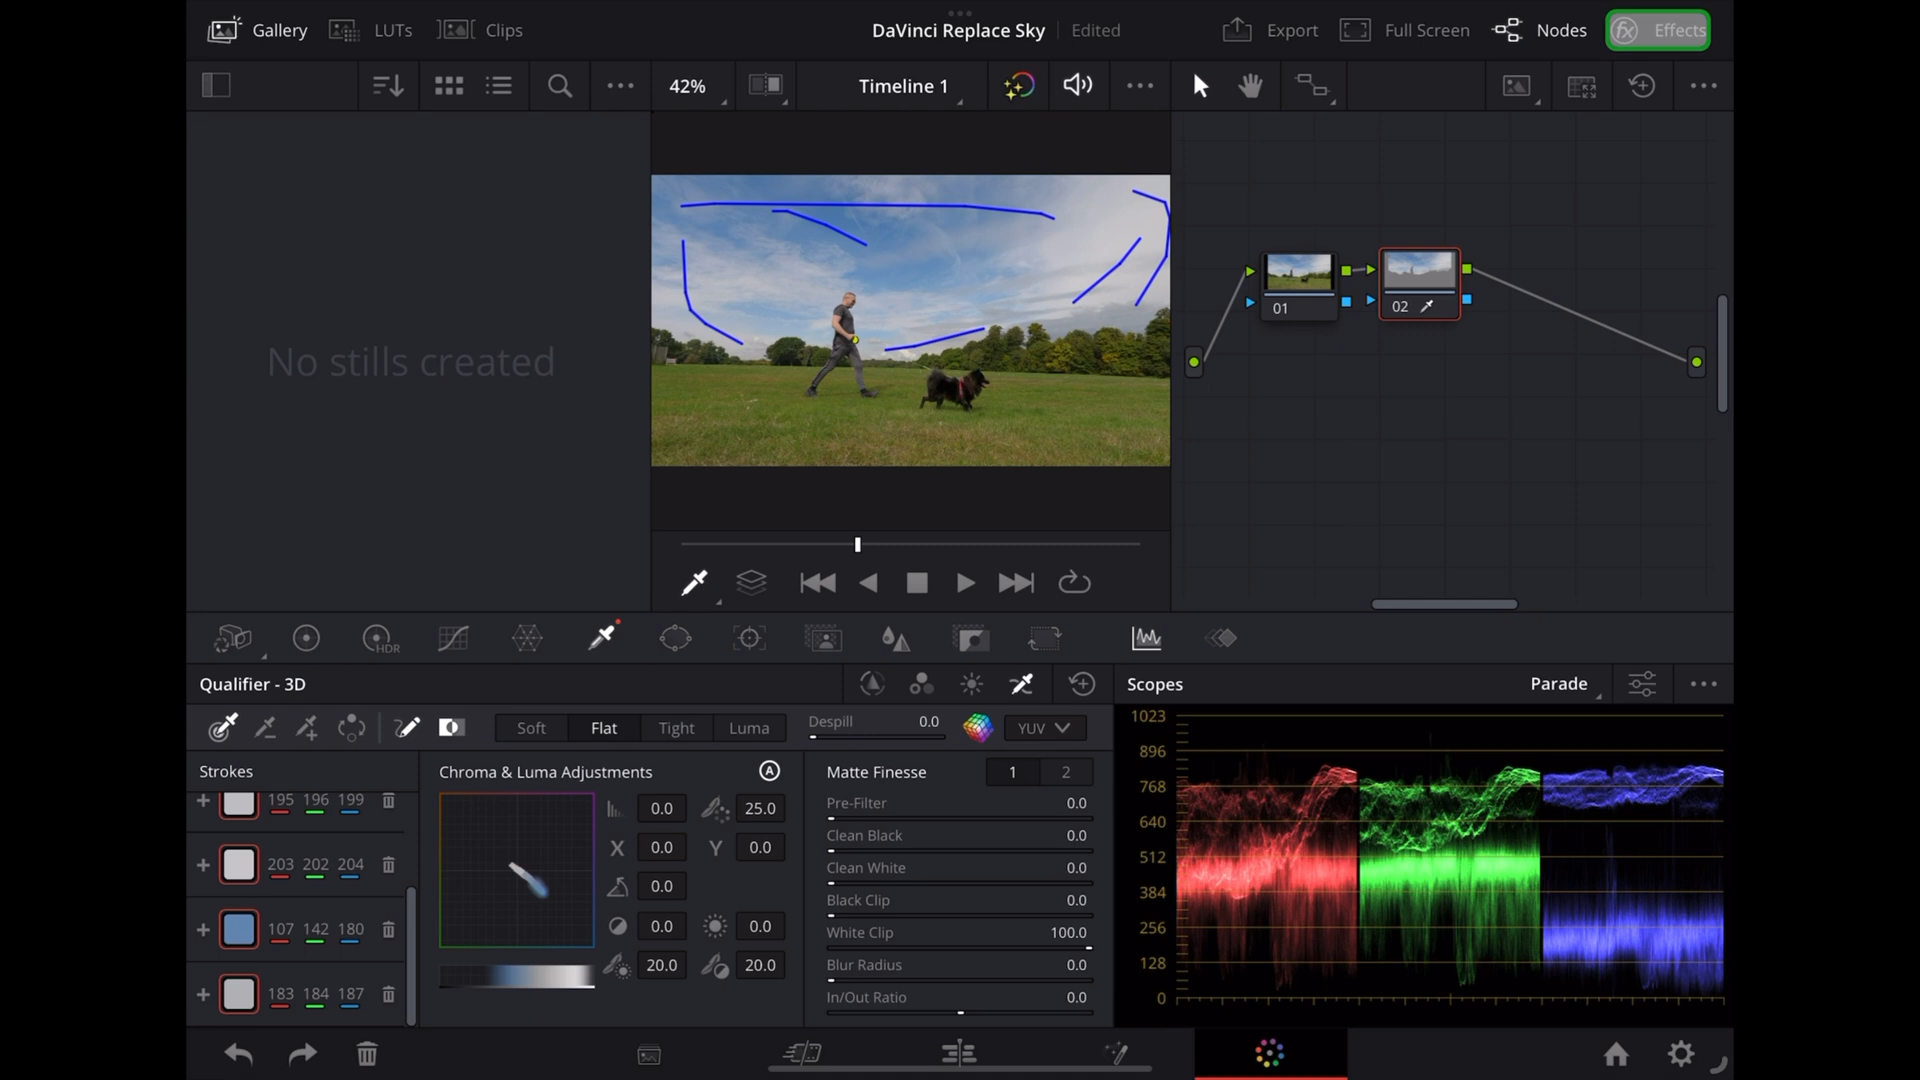 Gallery
LUTs
Clips
DaVinci Replace Sky
Edited
Export
Full Screen
Nodes
fx Effects
42%
Timeline 1
No stills created
01
02
HDR
Qualifier - 3D
Scopes
Parade
Soft
Flat
Tight
Luma
Despill
0.0
YUV
Strokes
195 196 199
203 202 204
107 142 180
183 184 187
Chroma & Luma Adjustments
A
0.0
25.0
X
0.0
Y
0.0
0.0
0.0
0.0
20.0
20.0
Matte Finesse
1
2
Pre-Filter
0.0
Clean Black
0.0
Clean White
0.0
Black Clip
0.0
White Clip
100.0
Blur Radius
0.0
In/Out Ratio
0.0
1023
896
768
640
512
384
256
128
0